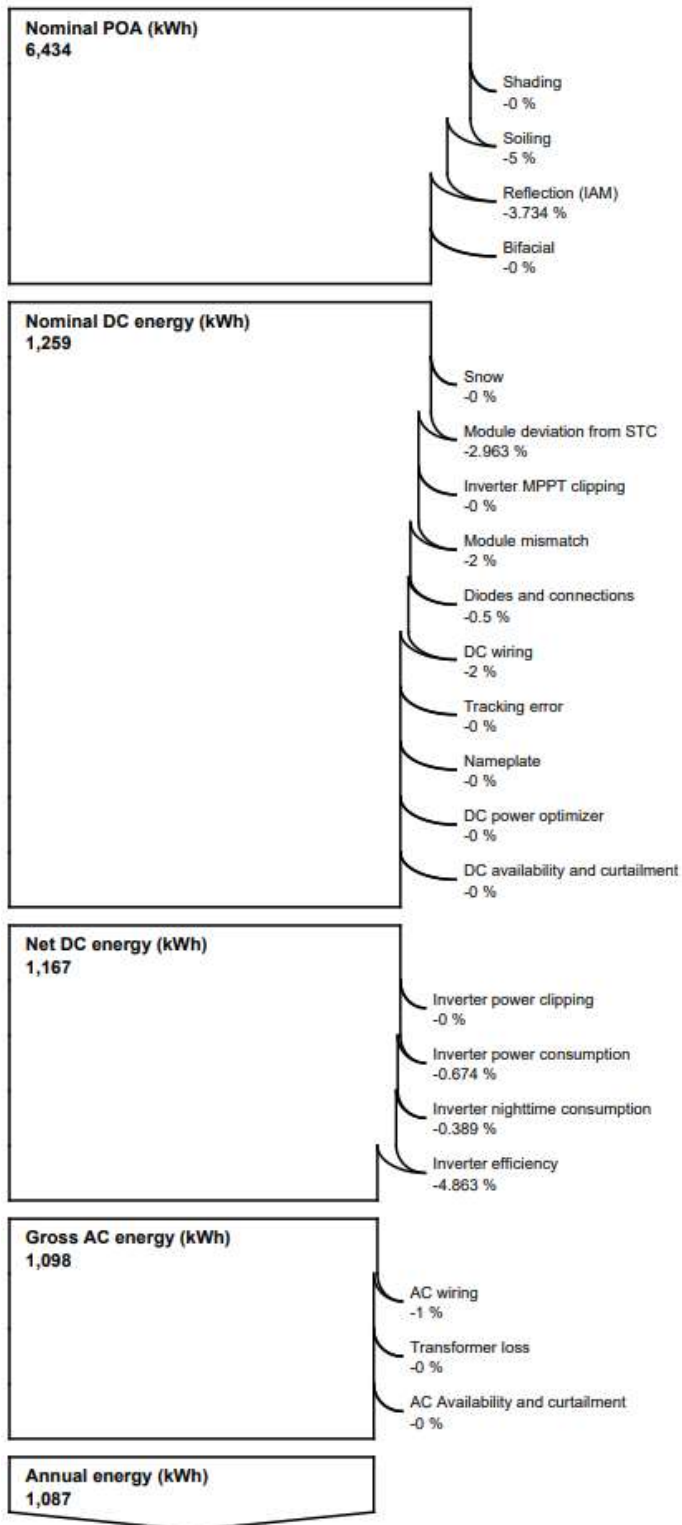 Nominal POA (kWh)
6,434
Shading
-0 %
Soiling
-5 %
Reflection (IAM)
-3.734 %
Bifacial
-0 %
Nominal DC energy (kWh)
1,259
Snow
-0 %
Module deviation from STC
-2.963 %
Inverter MPPT clipping
-0 %
Module mismatch
-2 %
Diodes and connections
-0.5 %
DC wiring
-2 %
Tracking error
-0 %
Nameplate
-0 %
DC power optimizer
-0 %
DC availability and curtailment
-0 %
Net DC energy (kWh)
1,167
Inverter power clipping
-0 %
Inverter power consumption
-0.674 %
Inverter nighttime consumption
-0.389 %
Inverter efficiency
-4.863 %
Gross AC energy (kWh)
1,098
AC wiring
-1 %
Transformer loss
-0 %
AC Availability and curtailment
-0 %
Annual energy (kWh)
1,087